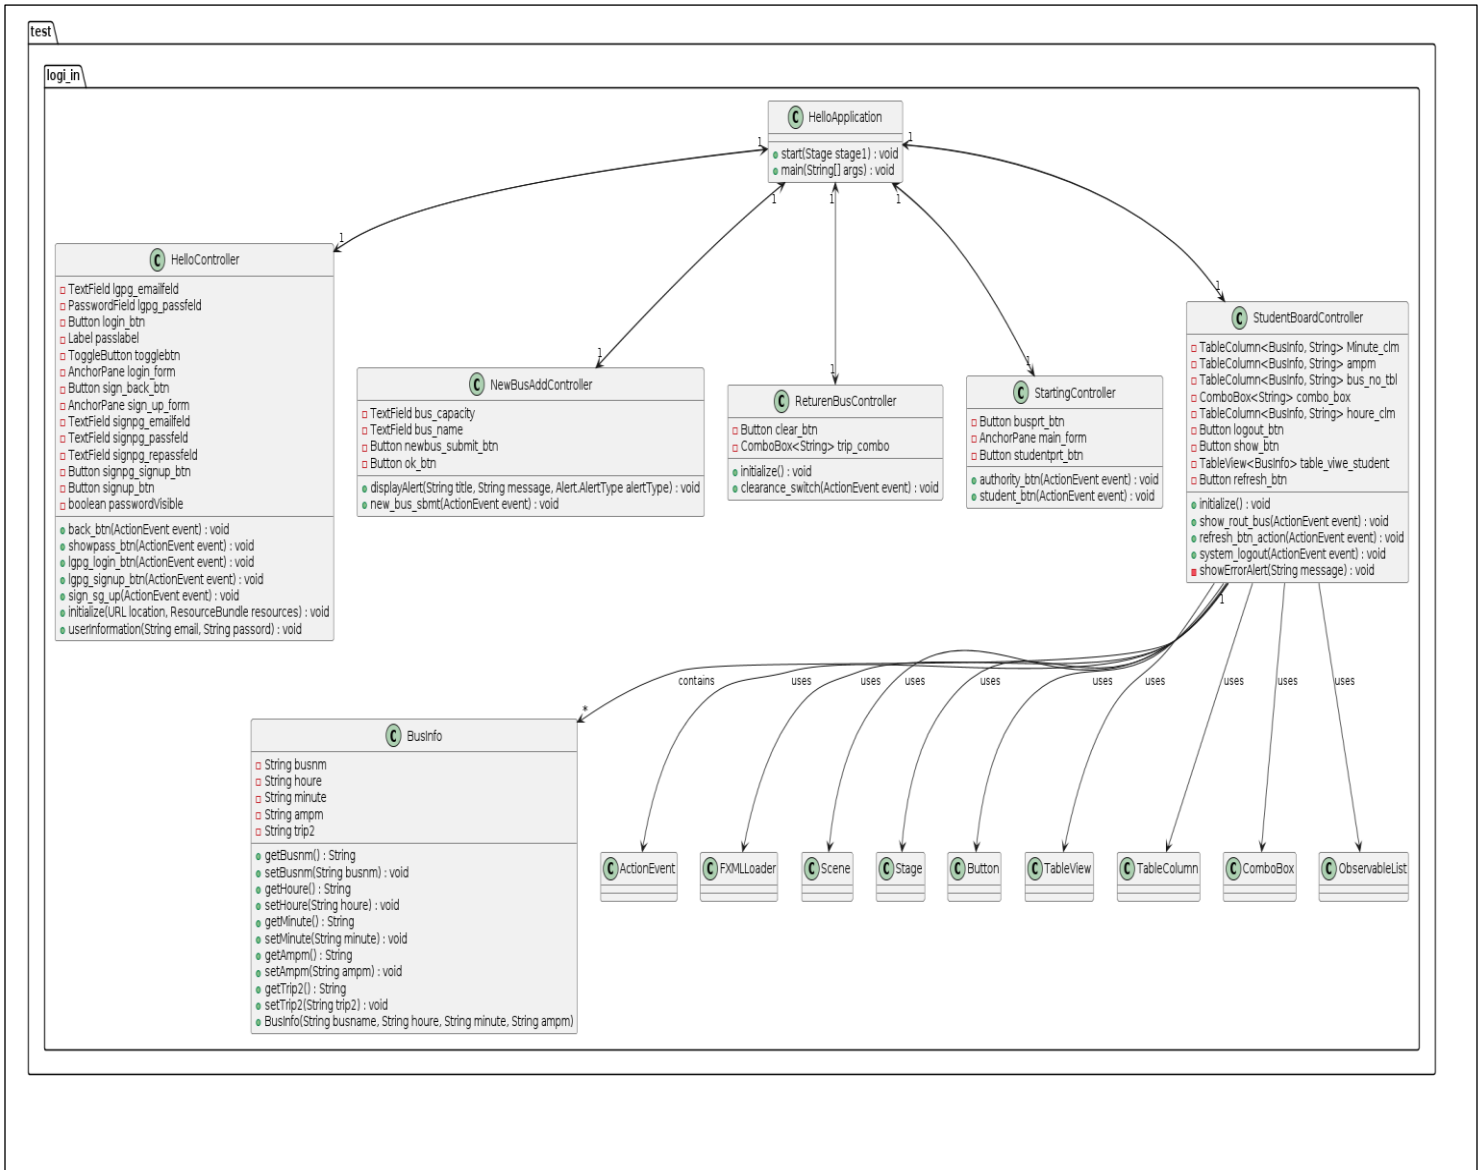 test
logi_in
HelloApplication
start(Stage stage1) : void
main(String[] args) : void
1
1
1
1
1
1
HelloController
TextField lgpg_emailfeld
PasswordField lgpg_passfeld
Button login_btn
Label passlabel
ToggleButton togglebtn
AnchorPane login_form
Button sign_back_btn
AnchorPane sign_up_form
TextField signpg_emailfeld
TextField signpg_passfeld
TextField signpg_repassfeld
Button signpg_signup_btn
Button signup_btn
boolean passwordVisible
back_btn(ActionEvent event) : void
showpass_btn(ActionEvent event) : void
lgpg_login_btn(ActionEvent event) : void
lgpg_signup_btn(ActionEvent event) : void
sign_sg_up(ActionEvent event) : void
initialize(URL location, ResourceBundle resources) : void
userInformation(String email, String passord) : void
1
NewBusAddController
TextField bus_capacity
TextField bus_name
Button newbus_submit_btn
Button ok_btn
displayAlert(String title, String message, Alert.AlertType alertType) : void
new_bus_sbmt(ActionEvent event) : void
1
ReturenBusController
Button clear_btn
ComboBox<String> trip_combo
initialize() : void
clearance_switch(ActionEvent event) : void
1
StartingController
Button busprt_btn
AnchorPane main_form
Button studentprt_btn
authority_btn(ActionEvent event) : void
student_btn(ActionEvent event) : void
1
StudentBoardController
TableColumn<BusInfo, String> Minute_clm
TableColumn<BusInfo, String> ampm
TableColumn<BusInfo, String> bus_no_tbl
ComboBox<String> combo_box
TableColumn<BusInfo, String> houre_clm
Button logout_btn
Button show_btn
TableView<BusInfo> table_viwe_student
Button refresh_btn
initialize() : void
show_rout_bus(ActionEvent event) : void
refresh_btn_action(ActionEvent event) : void
system_logout(ActionEvent event) : void
showErrorAlert(String message) : void
1
contains
uses
uses
uses
uses
uses
uses
uses
uses
uses
*
BusInfo
String busnm
String houre
String minute
String ampm
String trip2
getBusnm() : String
setBusnm(String busnm) : void
getHoure() : String
setHoure(String houre) : void
getMinute() : String
setMinute(String minute) : void
getAmpm() : String
setAmpm(String ampm) : void
getTrip2() : String
setTrip2(String trip2) : void
BusInfo(String busname, String houre, String minute, String ampm)
ActionEvent
FXMLLoader
Scene
Stage
Button
TableView
TableColumn
ComboBox
ObservableList